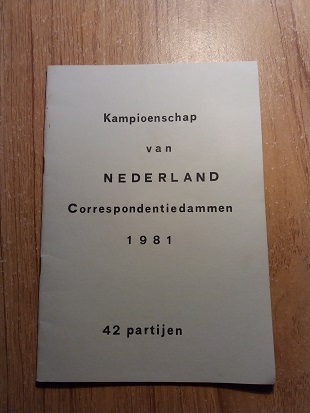 Kampioenschap
van
NEDERLAND
Correspondentiedammen
1981
42 partijen